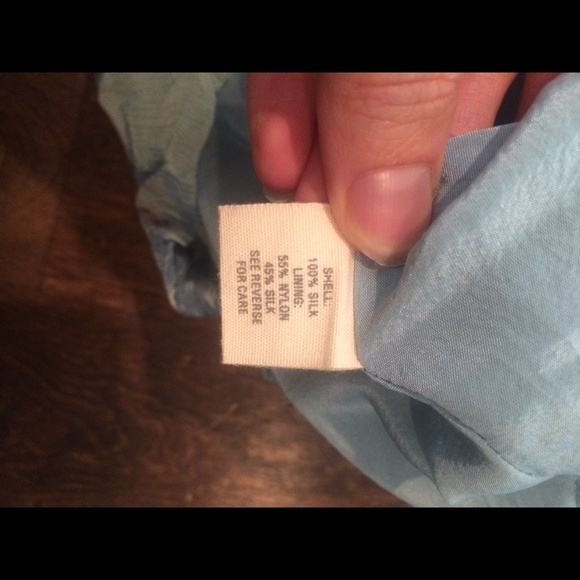 SHELL:
100% SILK
LINING:
55% NYLON
45% SILK
SEE REVERSE
FOR CARE